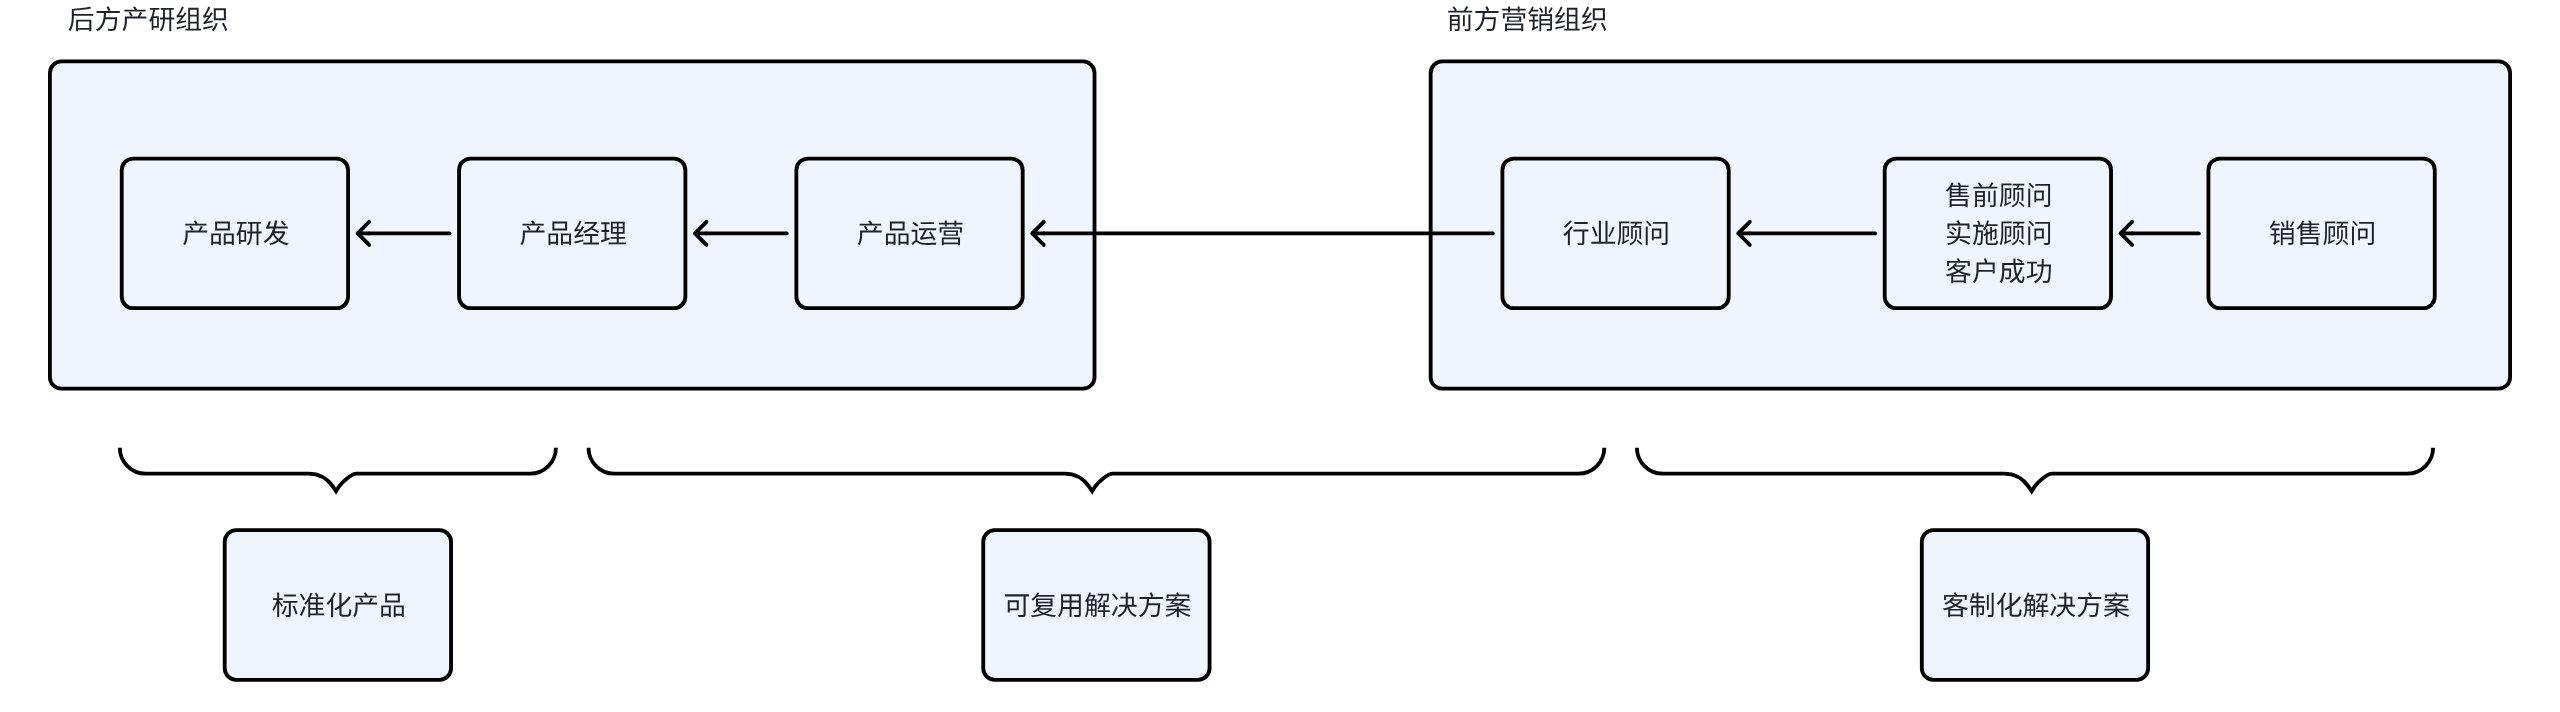 后方产研组织
前方营销组织
产品研发
产品经理
产品运营
行业顾问
售前顾问
实施顾问
客户成功
销售顾问
标准化产品
可复用解决方案
客制化解决方案